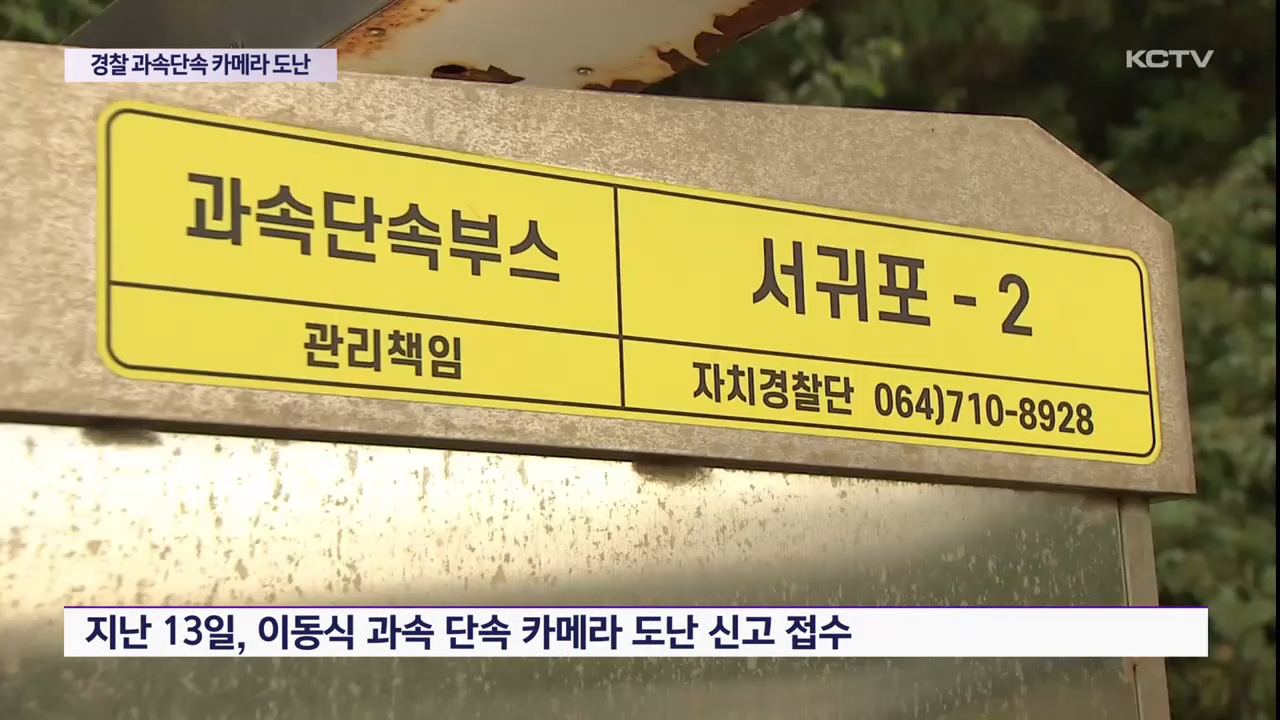 경찰 과속단속 카메라 도난
KCTV
과속단속부스
서귀포 - 2
관리책임
자치경찰단 064)710-8928
지난 13일, 이동식 과속 단속 카메라 도난 신고 접수